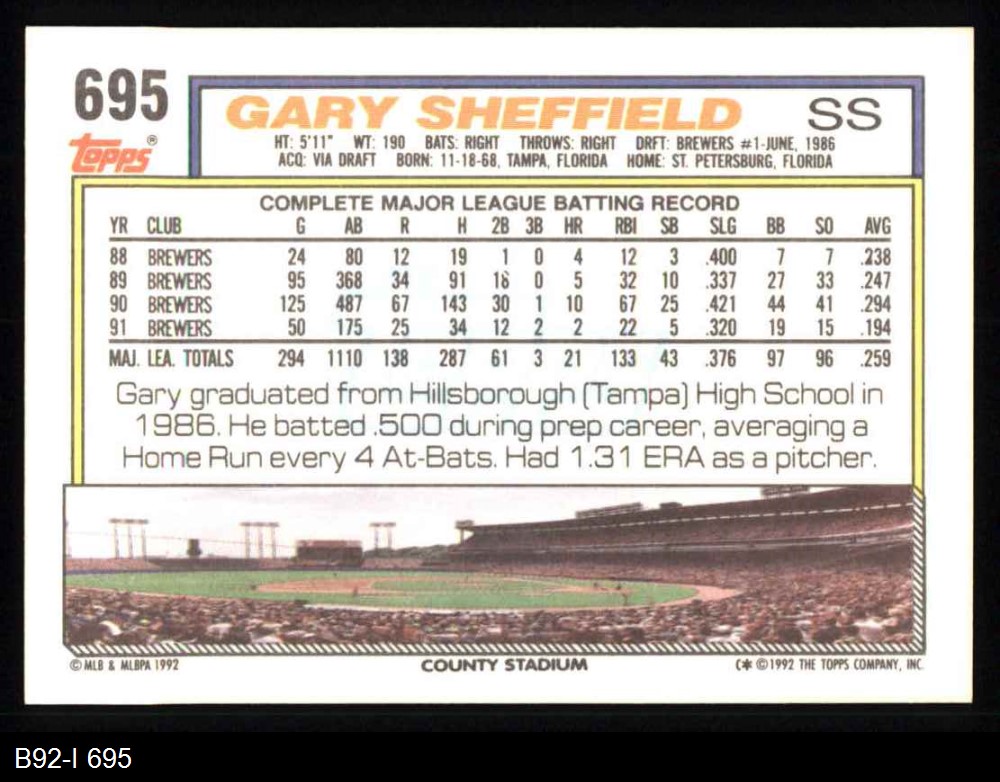 695
Topps®
GARY SHEFFIELD SS
HT: 5'11" WT: 190 BATS: RIGHT THROWS: RIGHT DRFT: BREWERS #1-JUNE, 1986
ACQ: VIA DRAFT BORN: 11-18-68, TAMPA, FLORIDA HOME: ST. PETERSBURG, FLORIDA
COMPLETE MAJOR LEAGUE BATTING RECORD
YR CLUB G AB R H 2B 3B HR RBI SB SLG BB SO AVG
88 BREWERS 24 80 12 19 1 0 4 12 3 .400 7 7 .238
89 BREWERS 95 368 34 91 18 0 5 32 10 .337 27 33 .247
90 BREWERS 125 487 67 143 30 1 10 67 25 .421 44 41 .294
91 BREWERS 50 175 25 34 12 2 2 22 5 .320 19 15 .194
MAJ. LEA. TOTALS 294 1110 138 287 61 3 21 133 43 .376 97 96 .259
Gary graduated from Hillsborough (Tampa) High School in
1986. He batted .500 during prep career, averaging a
Home Run every 4 At-Bats. Had 1.31 ERA as a pitcher.
© MLB & MLBPA 1992 COUNTY STADIUM C* ©1992 THE TOPPS COMPANY, INC.
B92-I 695